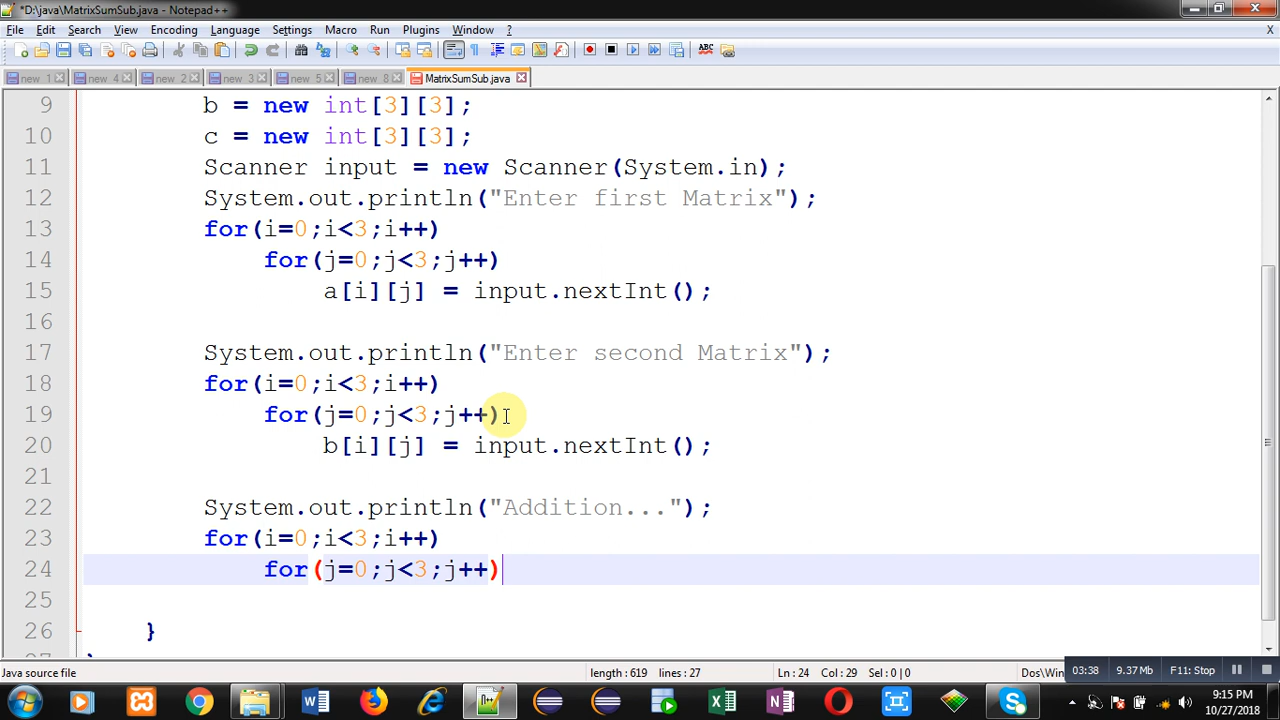 *D:\java\MatrixSumSub.java - Notepad++
File Edit Search View Encoding Language Settings Macro Run Plugins Window ? X
new 1 new 4 new 2 new 3 new 5 new 8 MatrixSumSub.java
9 b = new int[3][3];
10 c = new int[3][3];
11 Scanner input = new Scanner(System.in);
12 System.out.println("Enter first Matrix");
13 for(i=0;i<3;i++)
14 for(j=0;j<3;j++)
15 a[i][j] = input.nextInt();
16
17 System.out.println("Enter second Matrix");
18 for(i=0;i<3;i++)
19 for(j=0;j<3;j++)
20 b[i][j] = input.nextInt();
21
22 System.out.println("Addition...");
23 for(i=0;i<3;i++)
24 for(j=0;j<3;j++)
25
26 }
Java source file length : 619 lines : 27 Ln : 24 Col : 29 Sel : 0 | 0 Dos\Win
03:38 9.37 Mb F11: Stop
9:15 PM
10/27/2018